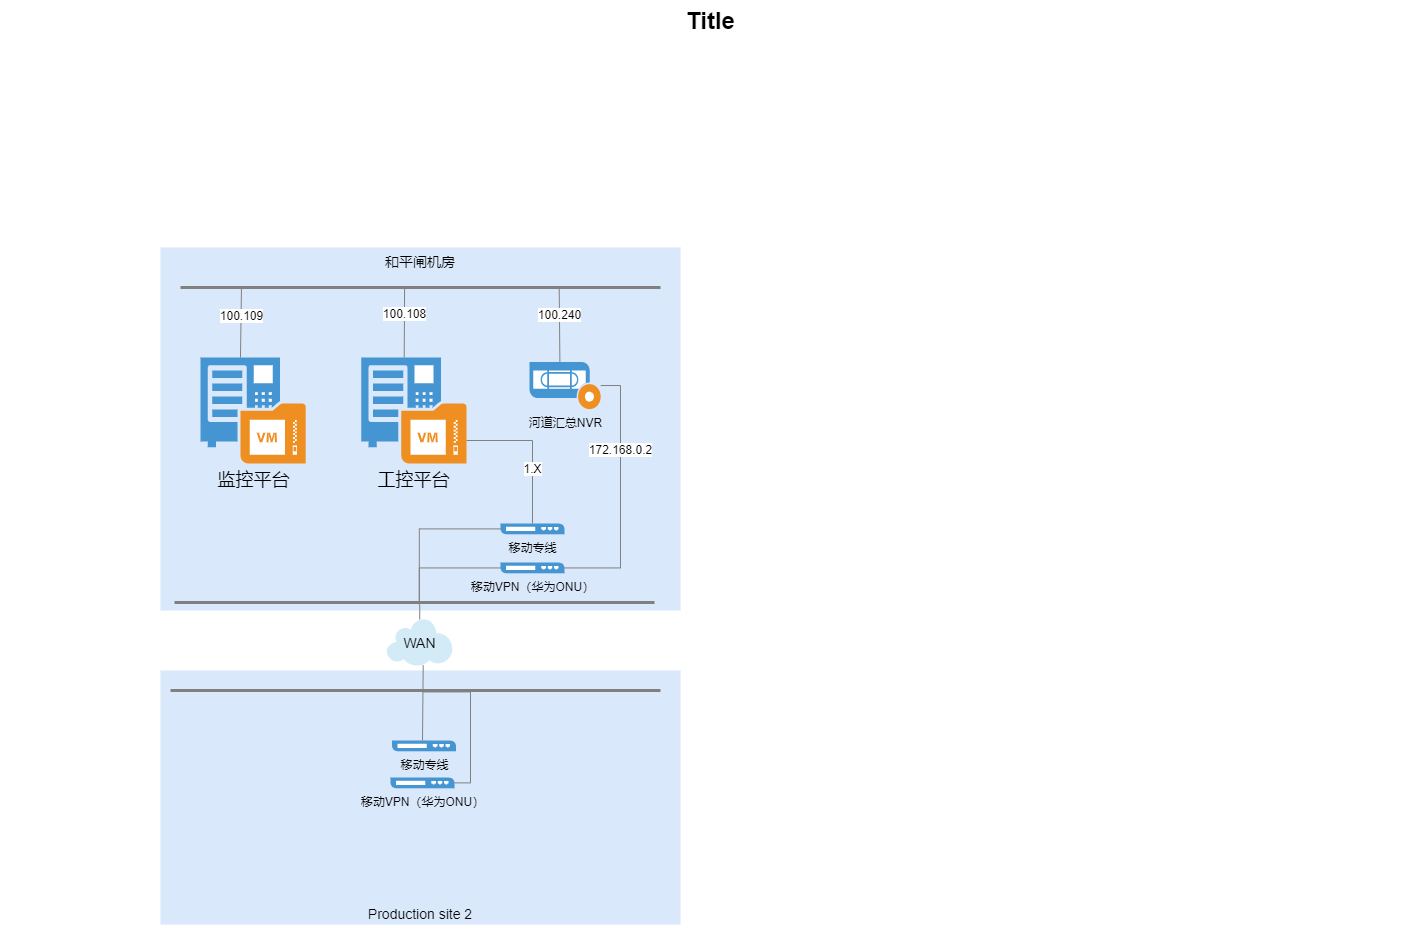 Title
和平闸机房
100.109
100.108
100.240
VM
VM
河道汇总NVR
172.168.0.2
1.X
监控平台
工控平台
移动专线
移动VPN（华为ONU）
WAN
移动专线
移动VPN（华为ONU）
Production site 2